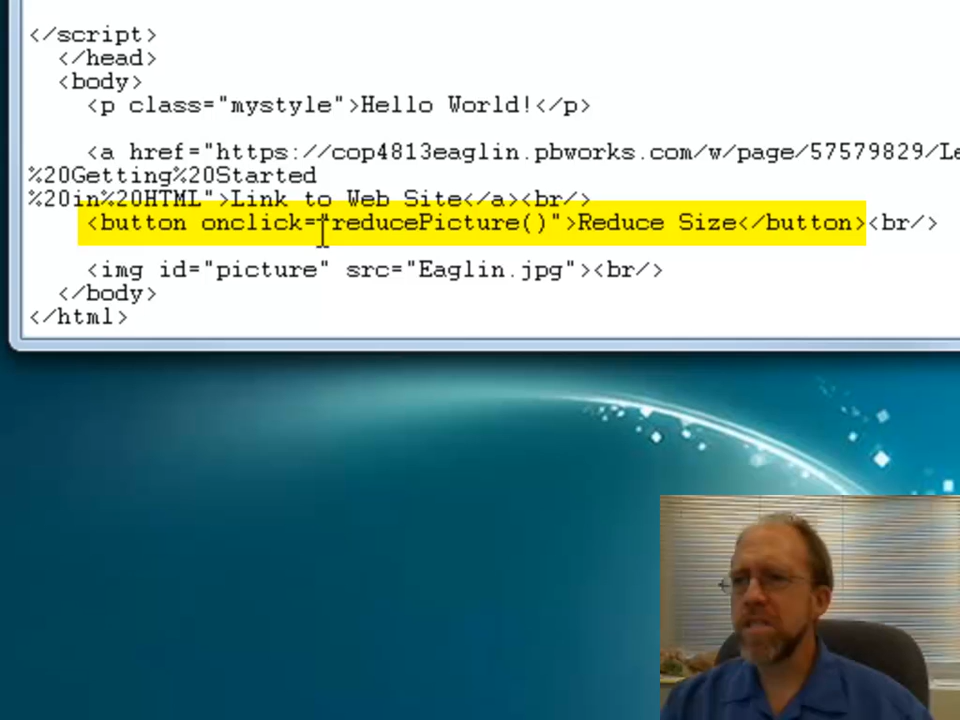 </script>
</head>
<body>
<p class="mystyle">Hello World!</p>
<a href="https://cop4813eaglin.pbworks.com/w/page/57579829/Le
%20Getting%20Started
%20in%20HTML">Link to Web Site</a><br/>
<button onclick="reducePicture()">Reduce Size</button><br/>
<img id="picture" src="Eaglin.jpg"><br/>
</body>
</html>